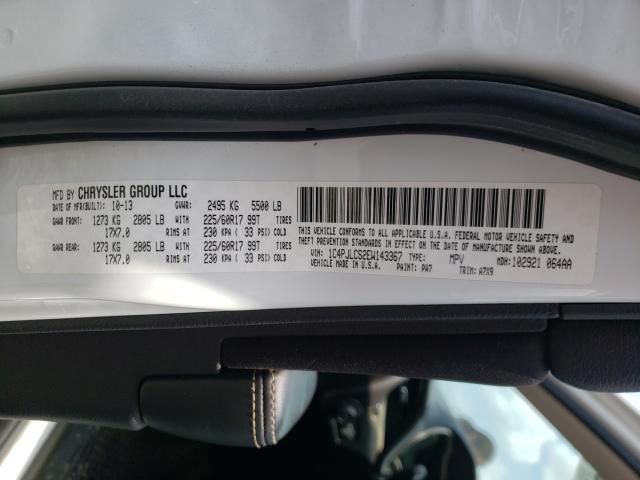 MFD BY CHRYSLER GROUP LLC
DATE OF MFR(BUILT): 10-13 GVWR: 2495 KG 5500 LB
GAWR FRONT: 1273 KG 2805 LB WITH 225/60R17 99T TIRES
17X7.0 RIMS AT 230 KPA ( 33 PSI) COLD
GAWR REAR: 1273 KG 2805 LB WITH 225/60R17 99T TIRES
17X7.0 RIMS AT 230 KPA ( 33 PSI) COLD
THIS VEHICLE CONFORMS TO ALL APPLICABLE U.S.A. FEDERAL MOTOR VEHICLE SAFETY AND
THEFT PREVENTION STANDARDS IN EFFECT ON THE DATE OF MANUFACTURE SHOWN ABOVE.
VIN: 1C4PJLCS2EW143367 TYPE: MPV MDH: 102921 064AA
VEHICLE MADE IN U.S.A. PAINT: PW7 TRIM: A7X9